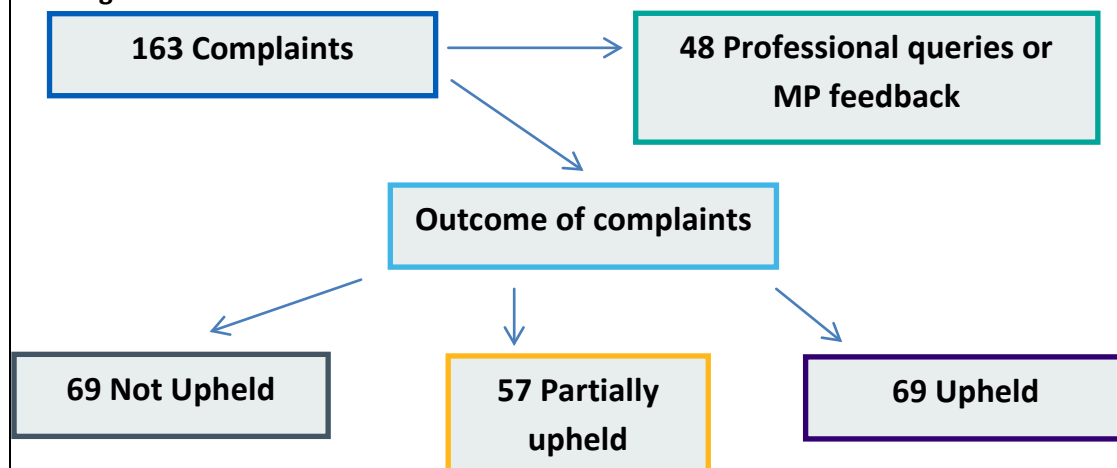 163 Complaints
48 Professional queries or
MP feedback
Outcome of complaints
69 Not Upheld
57 Partially
upheld
69 Upheld